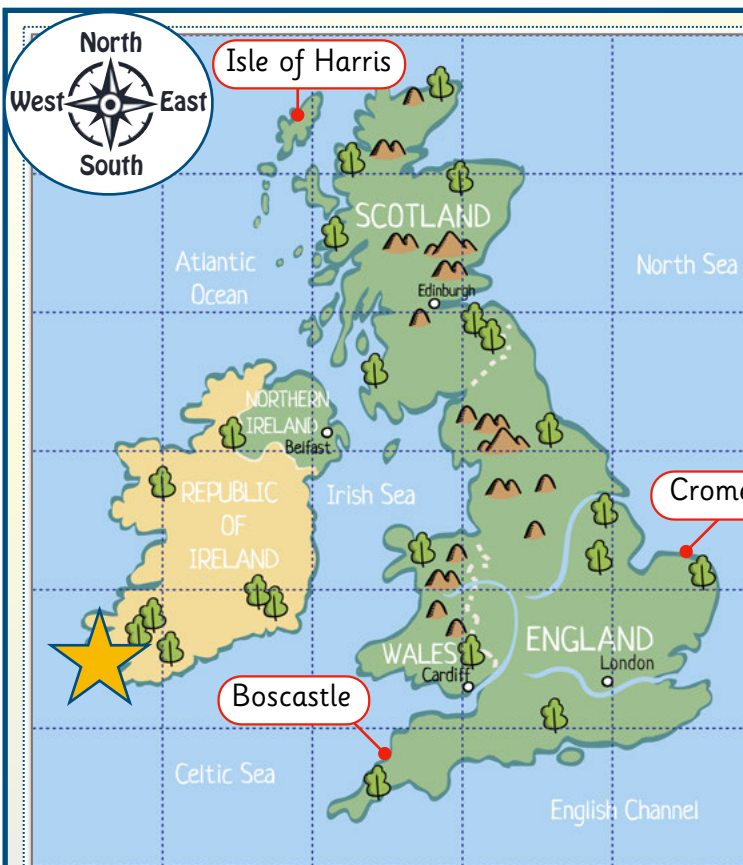 North
West
East
South
Isle of Harris
SCOTLAND
Atlantic
Ocean
North Sea
Edinburgh
NORTHERN
IRELAND
Belfast
Irish Sea
REPUBLIC
OF
IRELAND
Crome
WALES
Cardiff
ENGLAND
London
Boscastle
Celtic Sea
English Channel